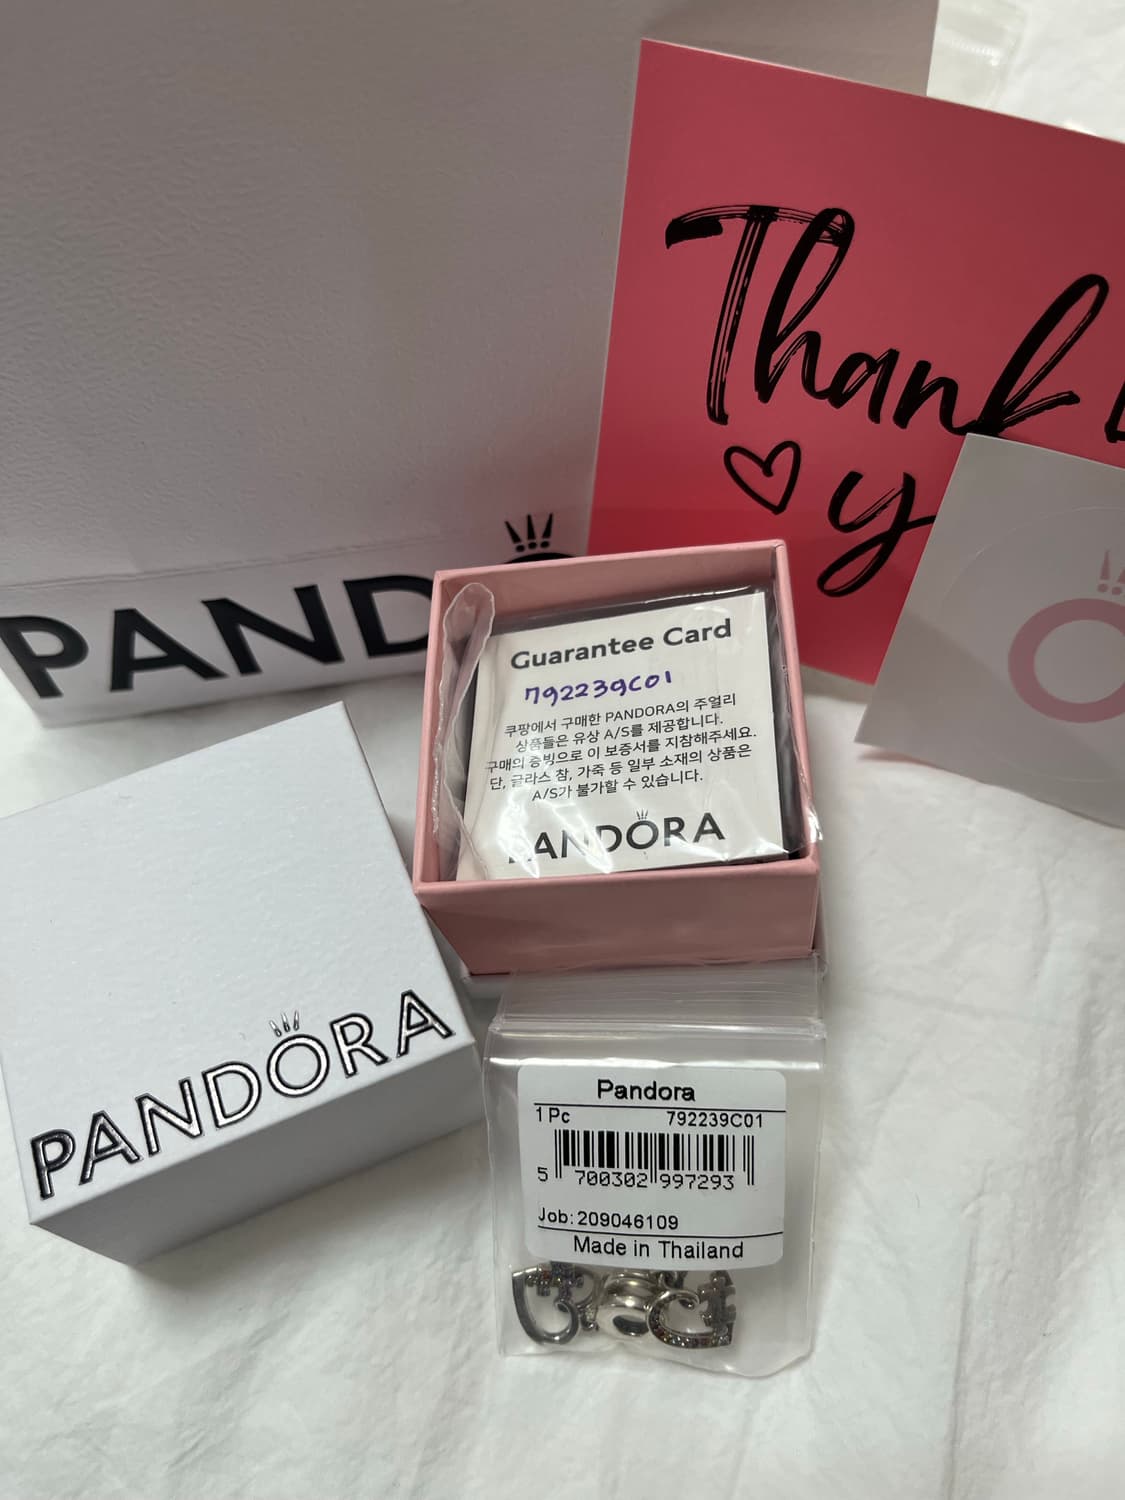 Thank
y
PAND
Guarantee Card
792239C01
쿠팡에서 구매한 PANDORA의 주얼리
상품들은 유상 A/S를 제공합니다.
구매의 증빙으로 이 보증서를 지참해주세요.
단, 글라스 참, 가죽 등 일부 소재의 상품은
A/S가 불가할 수 있습니다.
PANDORA
PANDORA
Pandora
1 Pc 792239C01
5 700302 997293
Job: 209046109
Made in Thailand